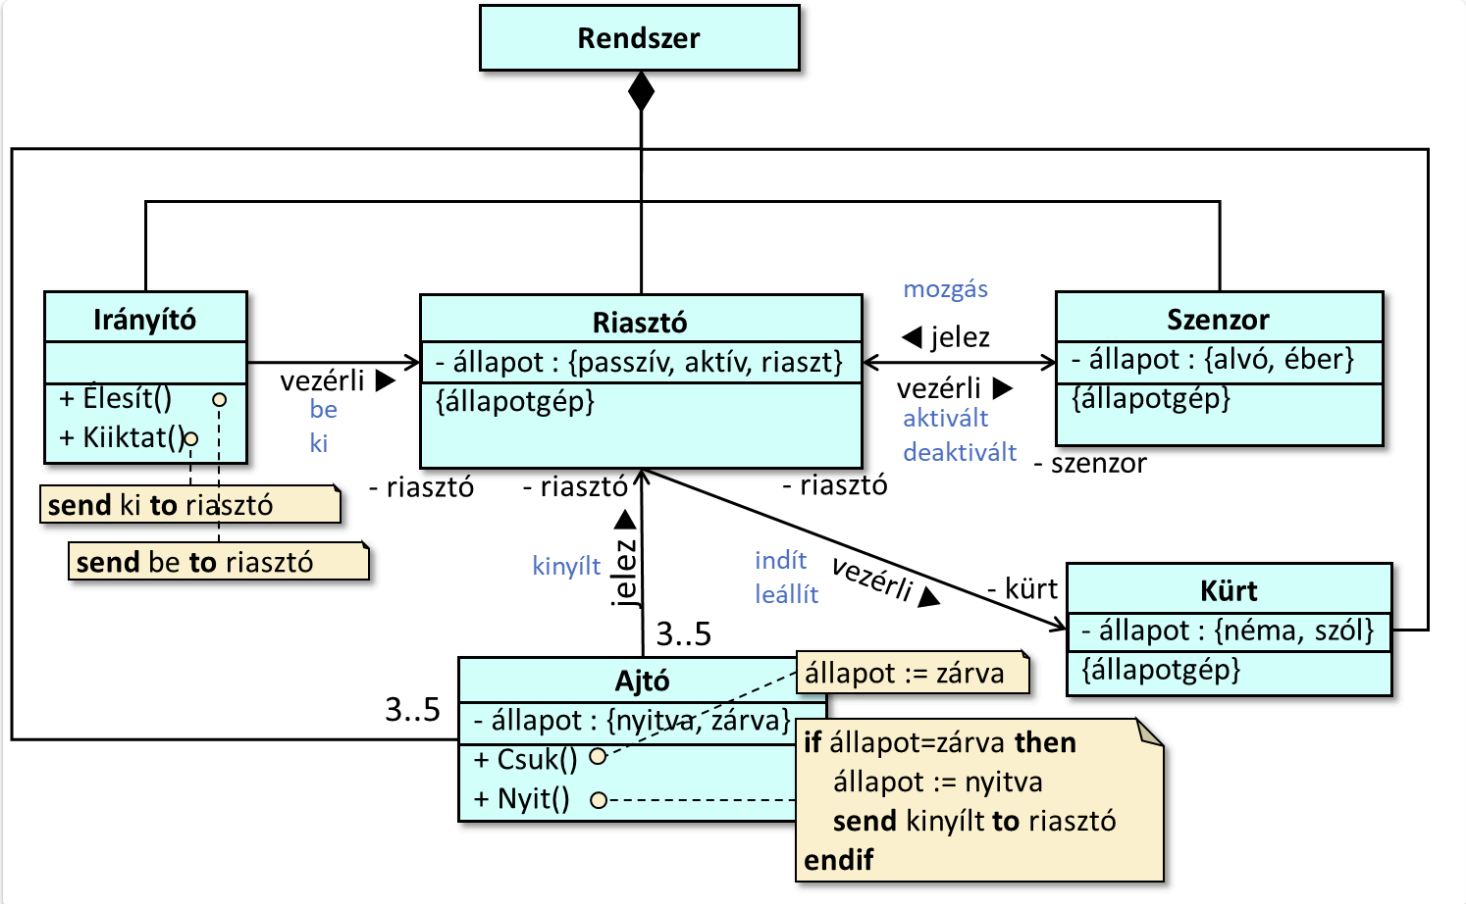 Rendszer
Irányító
+ Élesít()
+ Kiiktat()
send ki to riasztó
send be to riasztó
vezérli ▶
be
ki
Riasztó
- állapot : {passzív, aktív, riaszt}
{állapotgép}
mozgás
◀ jelez
vezérli ▶
aktivált
deaktivált
Szenzor
- állapot : {alvó, éber}
{állapotgép}
- szenzor
- riasztó
- riasztó
- riasztó
kinyílt
jelez ▶
indít
leállít
vezérli ▶
- kürt
Kürt
- állapot : {néma, szól}
{állapotgép}
3..5
3..5
Ajtó
- állapot : {nyitva, zárva}
+ Csuk()
+ Nyit()
állapot := zárva
if állapot=zárva then
állapot := nyitva
send kinyílt to riasztó
endif